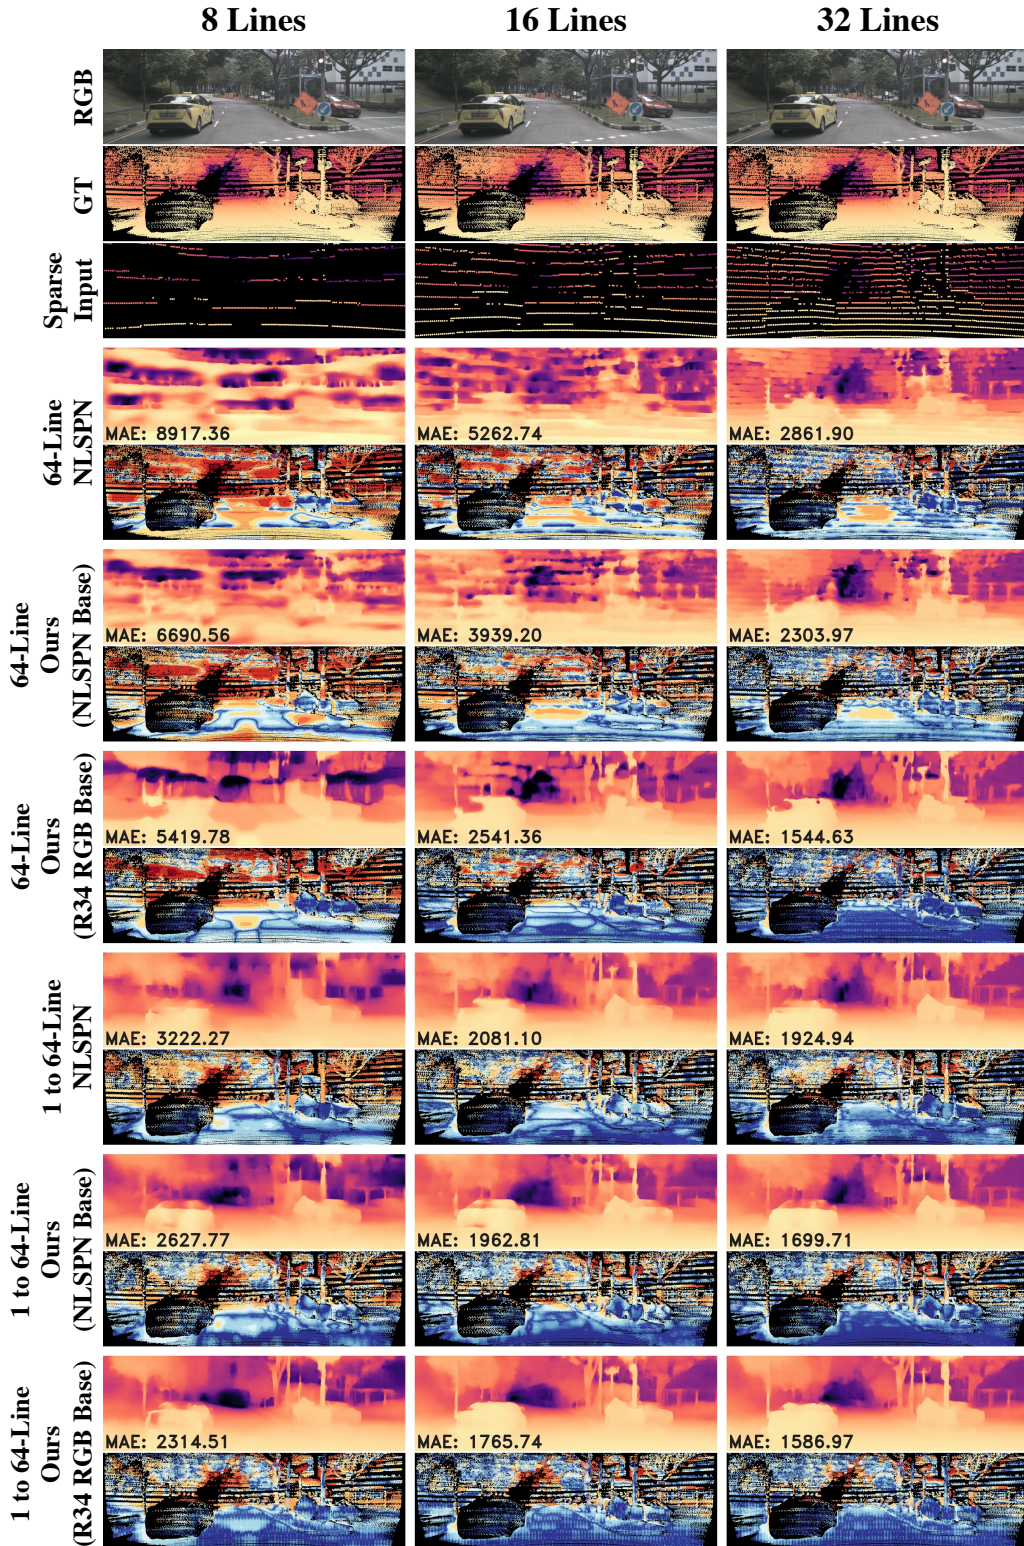 8 Lines
16 Lines
32 Lines
RGB
GT
Sparse
Input
64-Line
NLSPN
MAE: 8917.36
MAE: 5262.74
MAE: 2861.90
64-Line
Ours
(NLSPN Base)
MAE: 6690.56
MAE: 3939.20
MAE: 2303.97
64-Line
Ours
(R34 RGB Base)
MAE: 5419.78
MAE: 2541.36
MAE: 1544.63
1 to 64-Line
NLSPN
MAE: 3222.27
MAE: 2081.10
MAE: 1924.94
1 to 64-Line
Ours
(NLSPN Base)
MAE: 2627.77
MAE: 1962.81
MAE: 1699.71
1 to 64-Line
Ours
(R34 RGB Base)
MAE: 2314.51
MAE: 1765.74
MAE: 1586.97